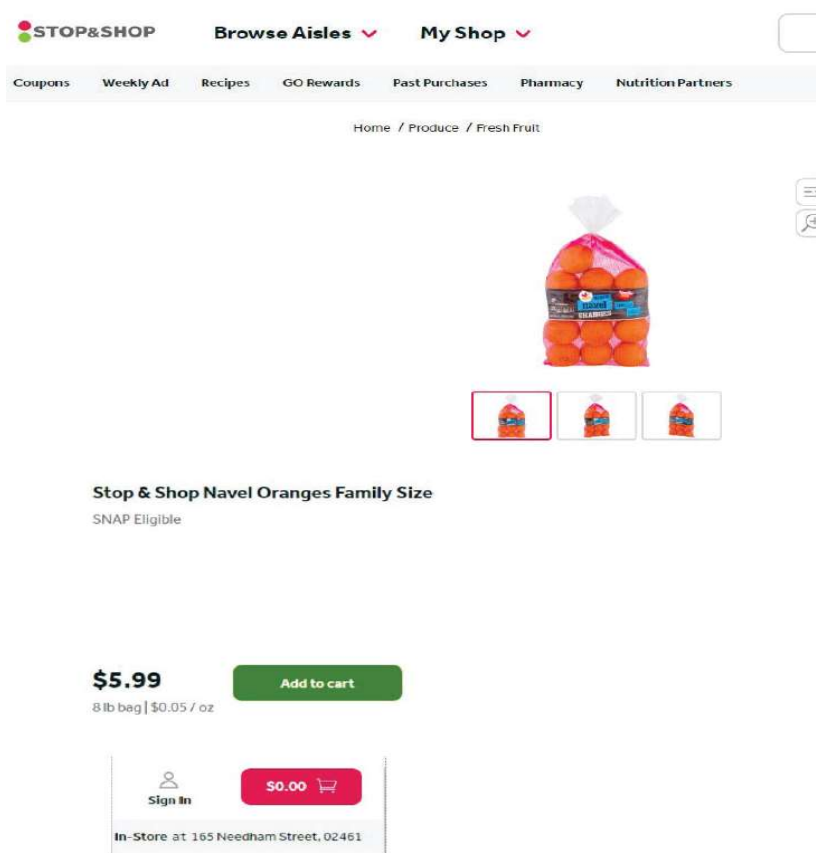 STOP&SHOP Browse Aisles My Shop
Coupons Weekly Ad Recipes GO Rewards Past Purchases Pharmacy Nutrition Partners
Home / Produce / Fresh Fruit
navel
ORANGES
Stop & Shop Navel Oranges Family Size
SNAP Eligible
$5.99 Add to cart
8 lb bag | $0.05 / oz
$0.00
Sign In
In-Store at 165 Needham Street, 02461